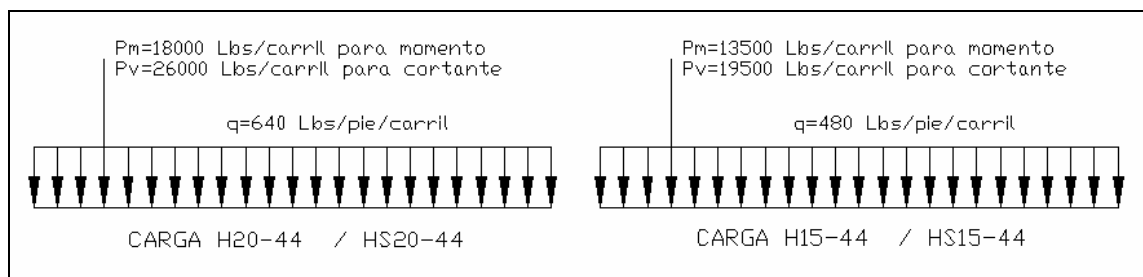 Pm=18000 Lbs/carril para momento
Pv=26000 Lbs/carril para cortante
q=640 Lbs/pie/carril
CARGA H20-44 / HS20-44
Pm=13500 Lbs/carril para momento
Pv=19500 Lbs/carril para cortante
q=480 Lbs/pie/carril
CARGA H15-44 / HS15-44